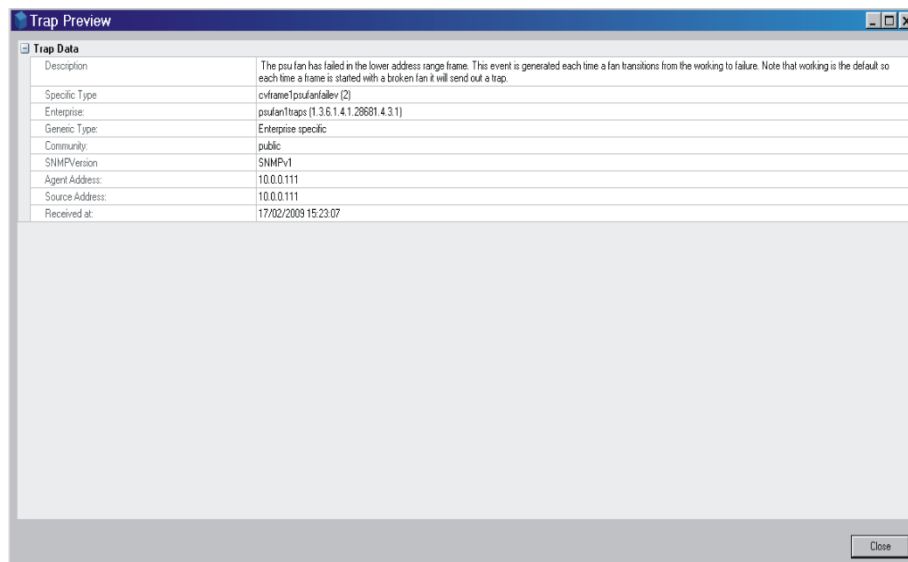 Trap Preview
Trap Data
Description The psu fan has failed in the lower address range frame. This event is generated each time a fan transitions from the working to failure. Note that working is the default so
each time a frame is started with a broken fan it will send out a trap.
Specific Type cvframe1psufanfailev (2)
Enterprise: psufan1traps (1.3.6.1.4.1.28681.4.3.1)
Generic Type: Enterprise specific
Community: public
SNMPVersion SNMPv1
Agent Address: 10.0.0.111
Source Address: 10.0.0.111
Received at: 17/02/2009 15:23:07
Close